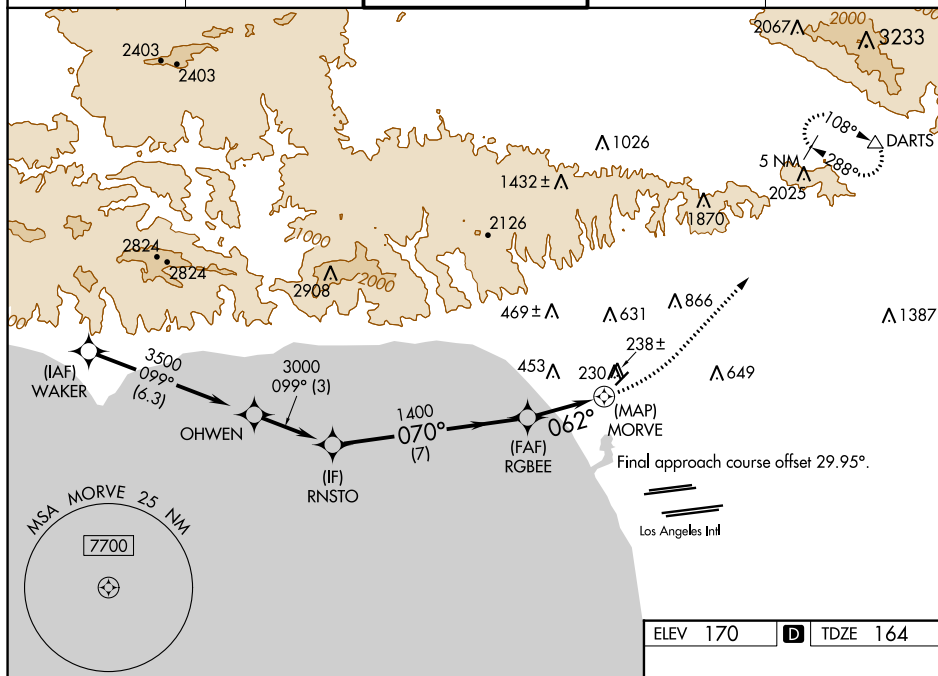 2403
2403
2067
2000
3233
108°
DARTS
5 NM
288°
2025
1026
1432 ±
1870
2126
1000
2824
2824
2908
2000
00
469 ±
631
866
1387
238 ±
453
230
649
(IAF)
WAKER
3500
099°
(6.3)
3000
099° (3)
OHWEN
(IF)
RNSTO
1400
070°
(7)
(FAF)
RGBEE
062°
(MAP)
MORVE
Final approach course offset 29.95°.
Los Angeles Intl
MSA MORVE 25 NM
7700
ELEV 170 D TDZE 164